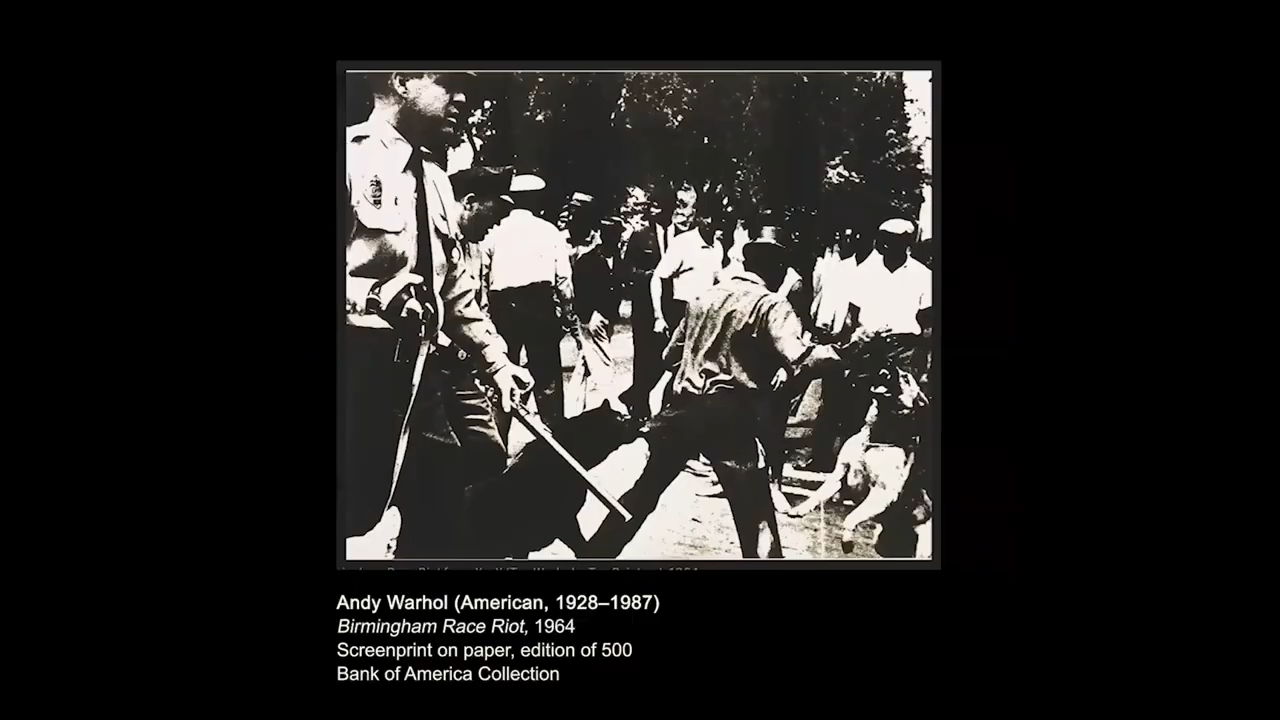 Andy Warhol (American, 1928–1987)
Birmingham Race Riot, 1964
Screenprint on paper, edition of 500
Bank of America Collection